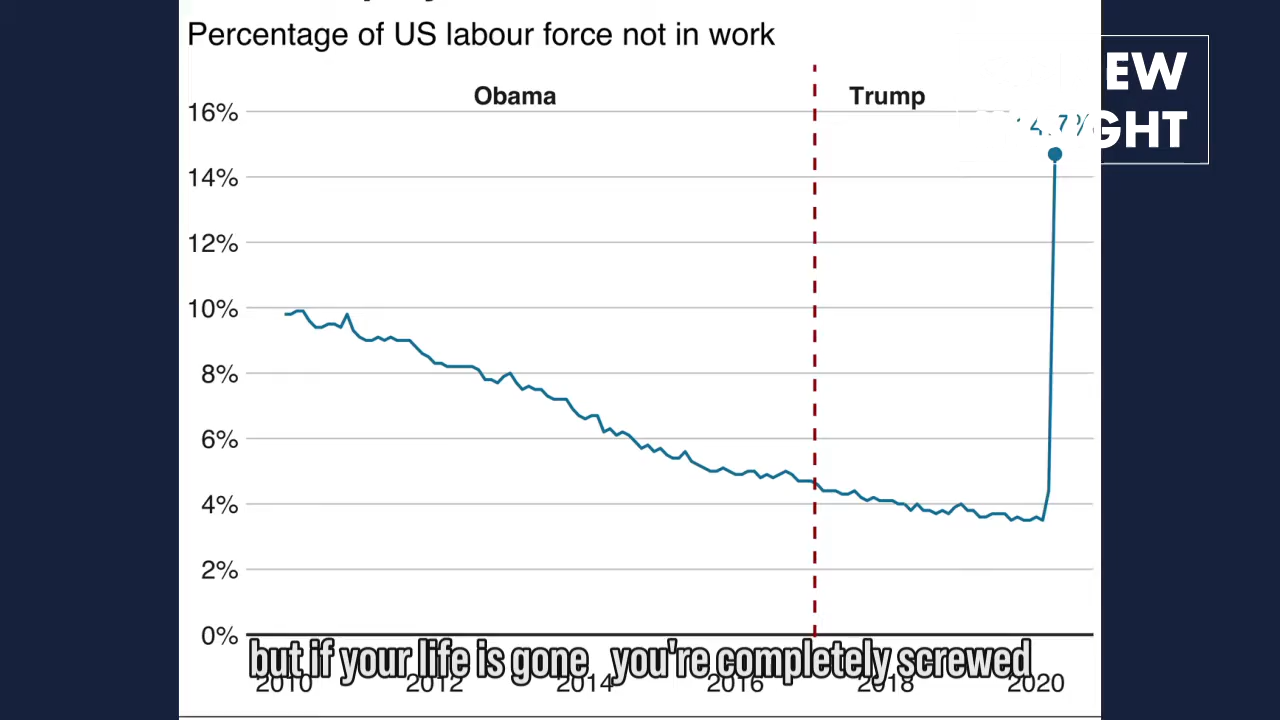 Percentage of US labour force not in work
Obama
Trump
EW
GHT
16%
14%
12%
10%
8%
6%
4%
2%
0%
but if your life is gone you're completely screwed
2010 2012 2014 2016 2018 2020